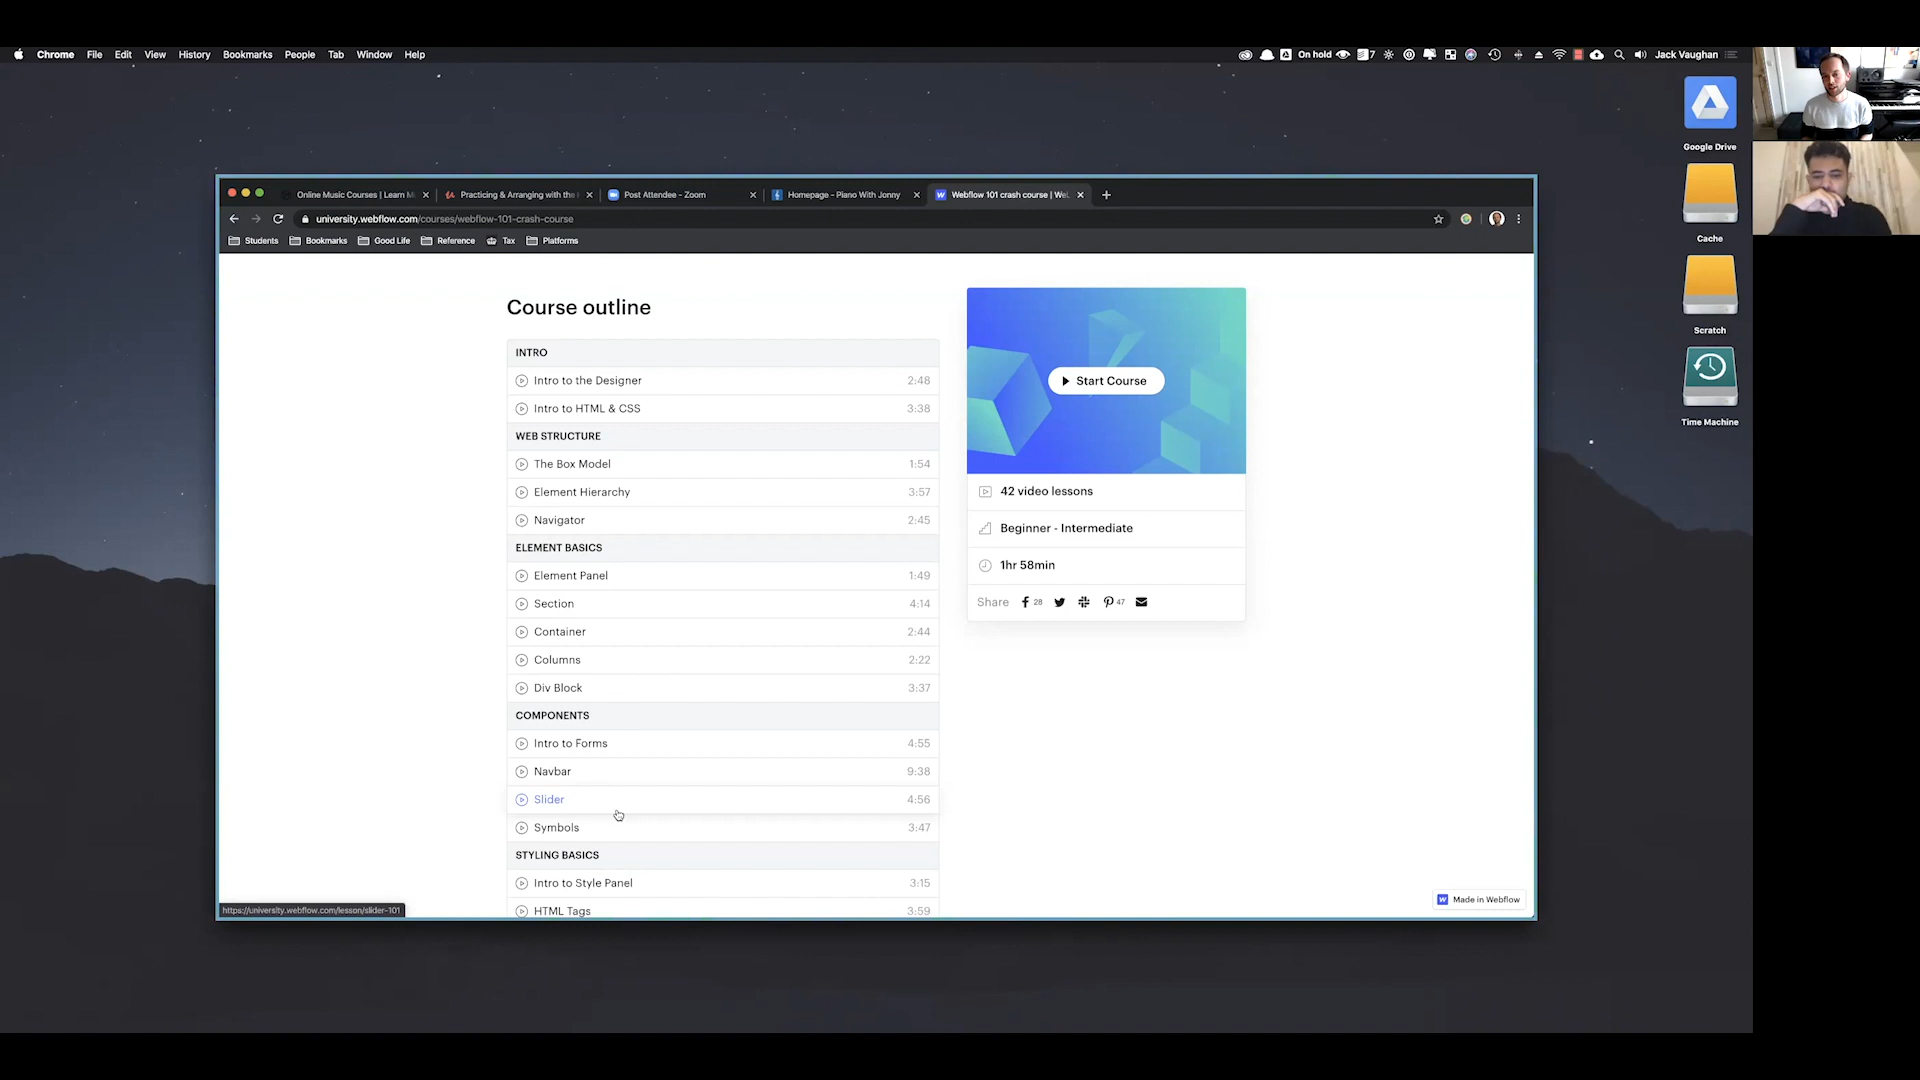 Chrome File Edit View History Bookmarks People Tab Window Help
On hold 7 Jack Vaughan
Google Drive
Cache
Scratch
Time Machine
Online Music Courses | Learn M
Practicing & Arranging with the
Post Attendee - Zoom
Homepage - Piano With Jonny
Webflow 101 crash course | We
university.webflow.com/courses/webflow-101-crash-course
Students Bookmarks Good Life Reference Tax Platforms
Course outline
INTRO
Intro to the Designer 2:48
Intro to HTML & CSS 3:38
WEB STRUCTURE
The Box Model 1:54
Element Hierarchy 3:57
Navigator 2:45
ELEMENT BASICS
Element Panel 1:49
Section 4:14
Container 2:44
Columns 2:22
Div Block 3:37
COMPONENTS
Intro to Forms 4:55
Navbar 9:38
Slider 4:56
Symbols 3:47
STYLING BASICS
Intro to Style Panel 3:15
HTML Tags 3:59
Start Course
42 video lessons
Beginner - Intermediate
1hr 58min
Share 28 47
Made in Webflow
https://university.webflow.com/lesson/slider-101